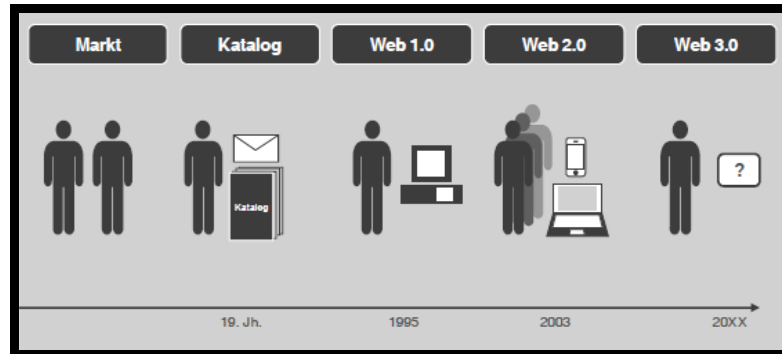 Markt
Katalog
Web 1.0
Web 2.0
Web 3.0
Katalog
?
19. Jh.
1995
2003
20XX